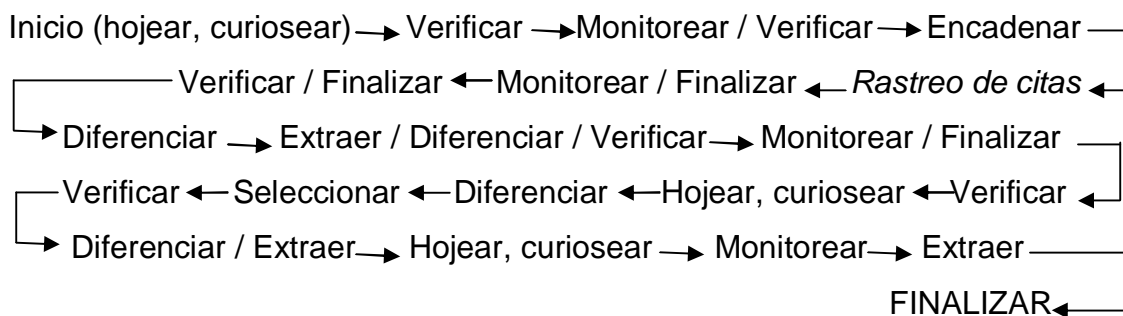 Inicio (hojear, curiosear) Verificar Monitorear / Verificar Encadenar
Verificar / Finalizar Monitorear / Finalizar Rastreo de citas
Diferenciar Extraer / Diferenciar / Verificar Monitorear / Finalizar
Verificar Seleccionar Diferenciar Hojear, curiosear Verificar
Diferenciar / Extraer Hojear, curiosear Monitorear Extraer
FINALIZAR